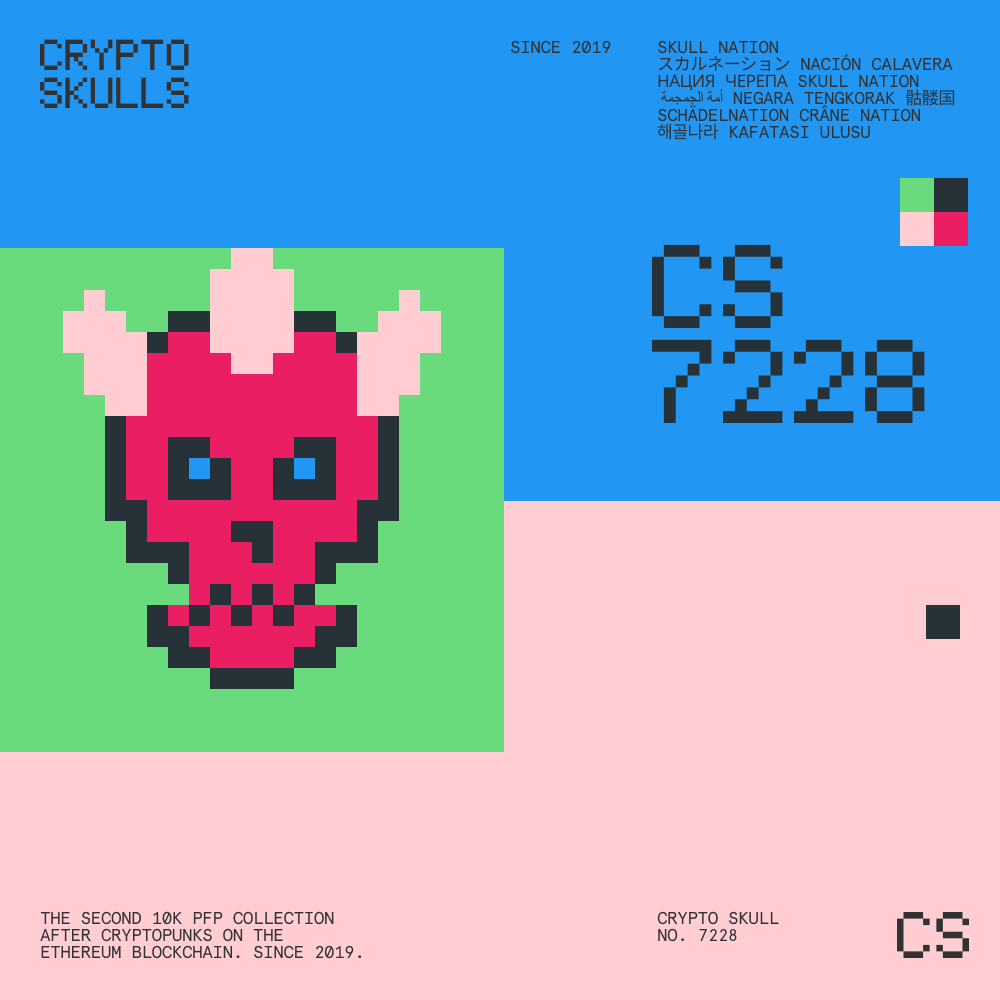 CRYPTO
SKULLS
SINCE 2019
SKULL NATION
スカルネーション NACIÓN CALAVERA
НАЦИЯ ЧЕРЕПА SKULL NATION
أمة الجمجمة NEGARA TENGKORAK 骷髅国
SCHÄDELNATION CRÂNE NATION
해골나라 KAFATASI ULUSU
CS
7228
THE SECOND 10K PFP COLLECTION
AFTER CRYPTOPUNKS ON THE
ETHEREUM BLOCKCHAIN. SINCE 2019.
CRYPTO SKULL
NO. 7228
CS